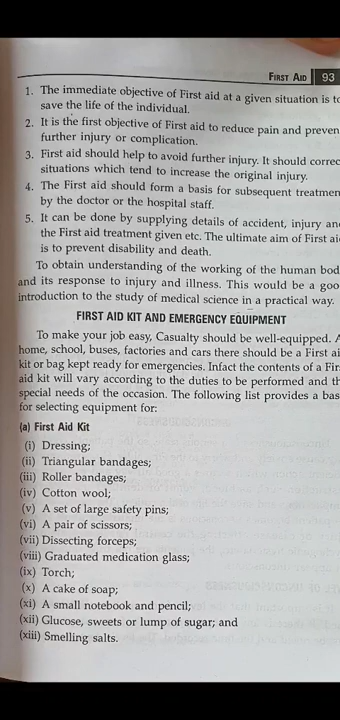 FIRST AID 93
1. The immediate objective of First aid at a given situation is to
save the life of the individual.
2. It is the first objective of First aid to reduce pain and preven
further injury or complication.
3. First aid should help to avoid further injury. It should correc
situations which tend to increase the original injury.
4. The First aid should form a basis for subsequent treatmen
by the doctor or the hospital staff.
5. It can be done by supplying details of accident, injury an
the First aid treatment given etc. The ultimate aim of First ai
is to prevent disability and death.
To obtain understanding of the working of the human bod
and its response to injury and illness. This would be a goo
introduction to the study of medical science in a practical way.
FIRST AID KIT AND EMERGENCY EQUIPMENT
To make your job easy, Casualty should be well-equipped. A
home, school, buses, factories and cars there should be a First ai
kit or bag kept ready for emergencies. Infact the contents of a Fir
aid kit will vary according to the duties to be performed and th
special needs of the occasion. The following list provides a bas
for selecting equipment for:
(a) First Aid Kit
(i) Dressing;
(ii) Triangular bandages;
(iii) Roller bandages;
(iv) Cotton wool;
(v) A set of large safety pins;
(vi) A pair of scissors;
(vii) Dissecting forceps;
(viii) Graduated medication glass;
(ix) Torch;
(x) A cake of soap;
(xi) A small notebook and pencil;
(xii) Glucose, sweets or lump of sugar; and
(xiii) Smelling salts.